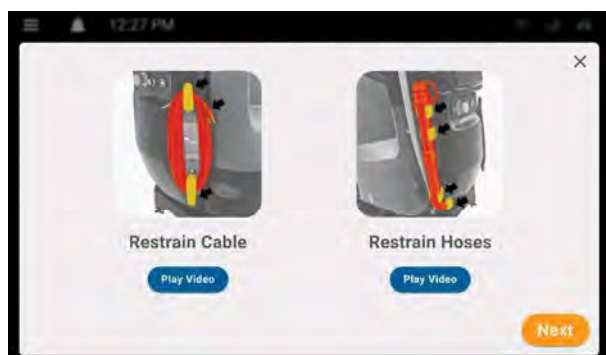 12:27 PM
Restrain Cable
Restrain Hoses
Play Video
Play Video
Next